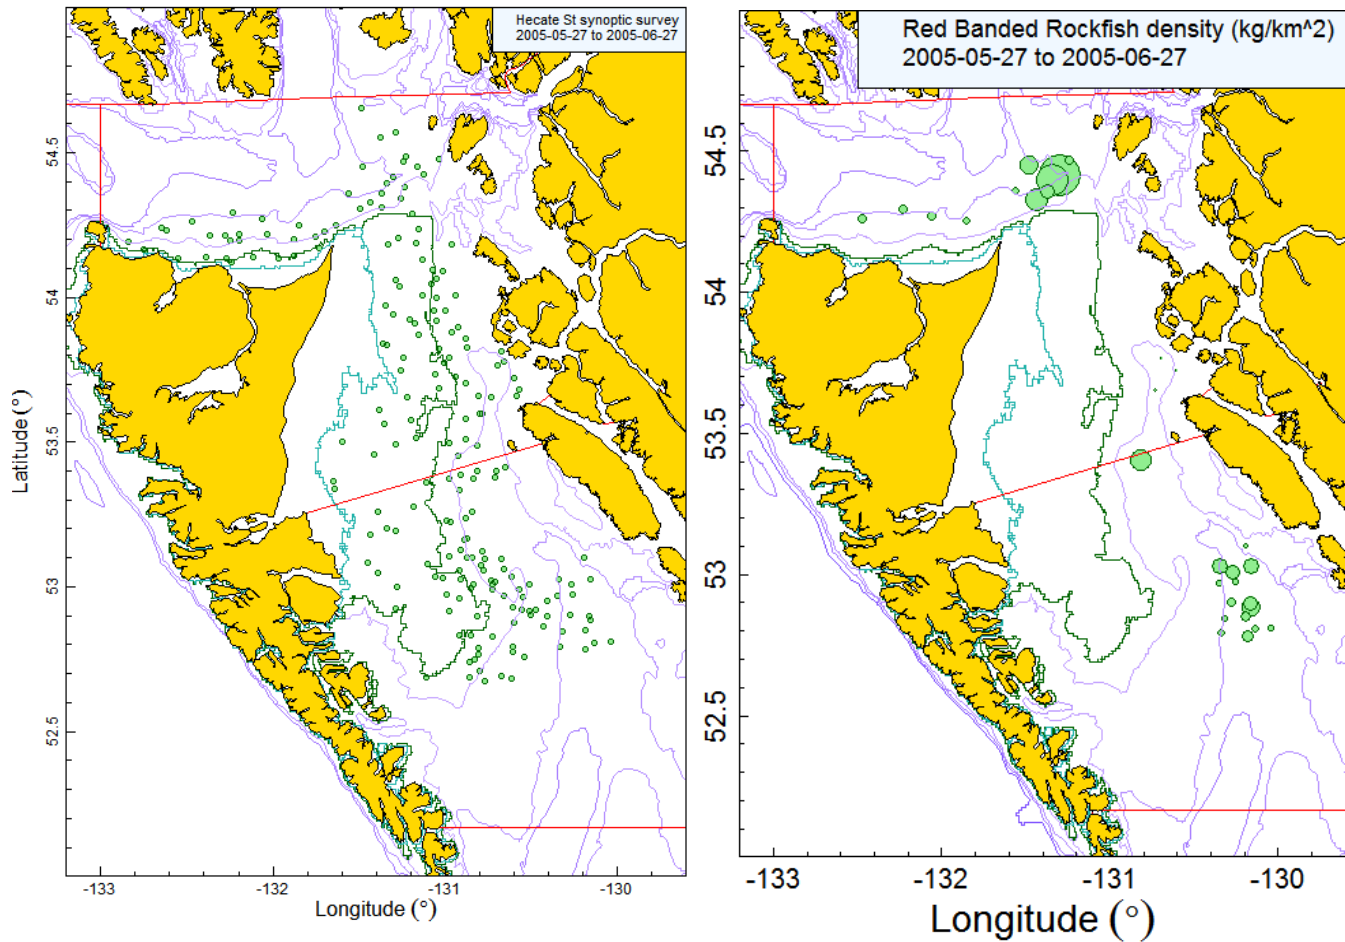 Hecate St synoptic survey
2005-05-27 to 2005-06-27
54.5
54
53.5
53
52.5
Latitude (°)
-133
-132
-131
-130
Longitude (°)
Red Banded Rockfish density (kg/km^2)
2005-05-27 to 2005-06-27
54.5
54
53.5
53
52.5
-133
-132
-131
-130
Longitude (°)